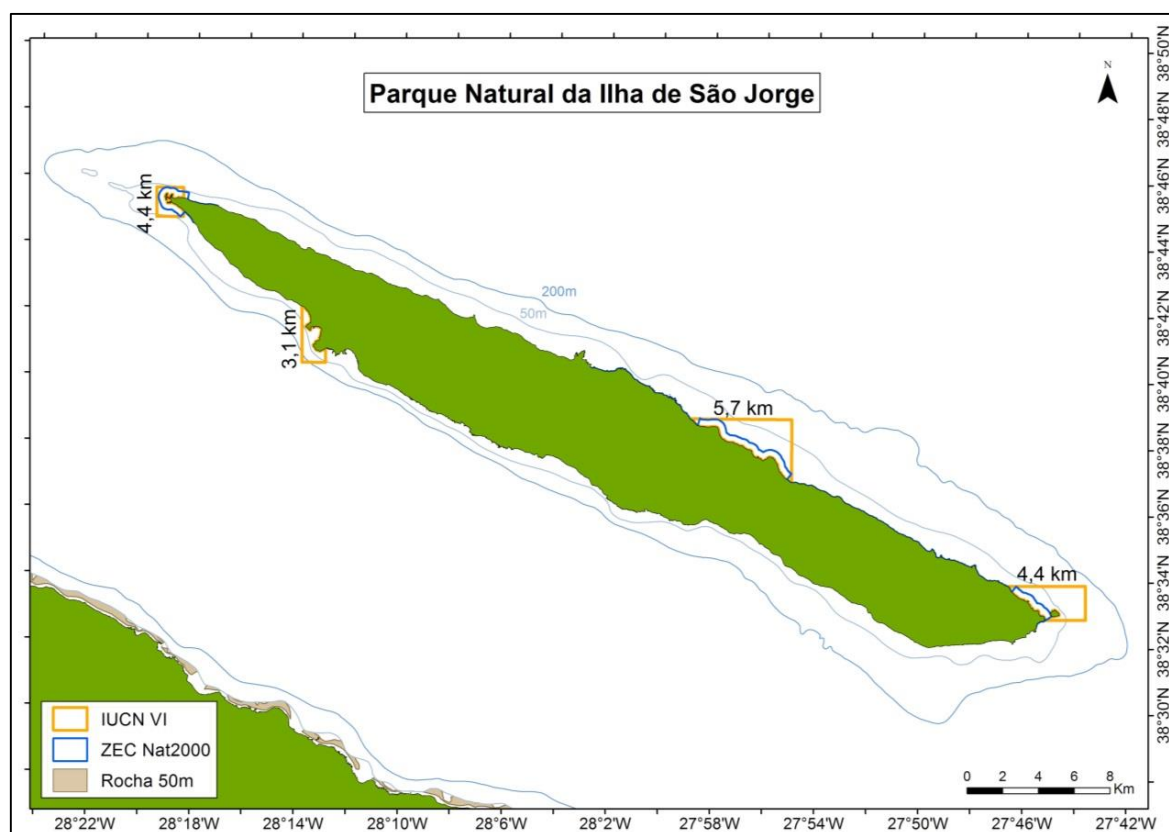 Parque Natural da Ilha de São Jorge
N
4,4 km
200m
50m
3,1 km
5,7 km
4,4 km
IUCN VI
ZEC Nat2000
Rocha 50m
0 2 4 6 8
Km
38°50'N
38°48'N
38°46'N
38°44'N
38°42'N
38°40'N
38°38'N
38°36'N
38°34'N
38°32'N
38°30'N
28°22'W 28°18'W 28°14'W 28°10'W 28°6'W 28°2'W 27°58'W 27°54'W 27°50'W 27°46'W 27°42'W